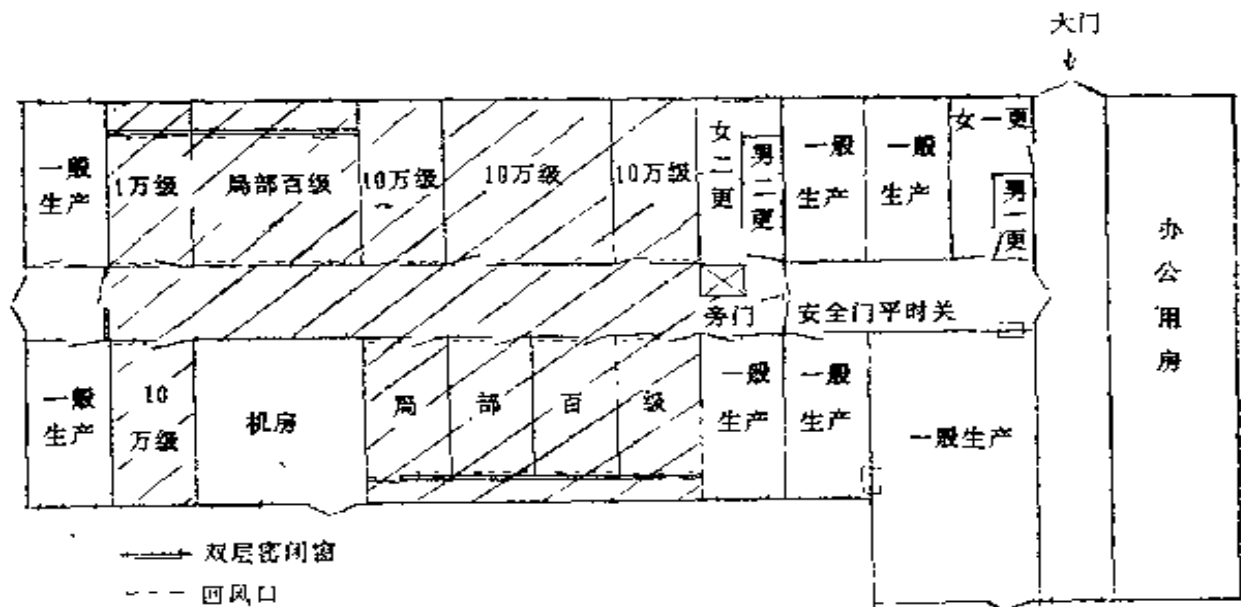 大门
一般
生产
1万级
局部百级
10万级
10万级
10万级
女二更
男二更
一般
生产
一般
生产
女一更
男一更
办公用房
旁门
安全门平时关
一般
生产
10
万级
机房
局部百级
一般
生产
一般
生产
一般生产
双层密闭窗
回风口